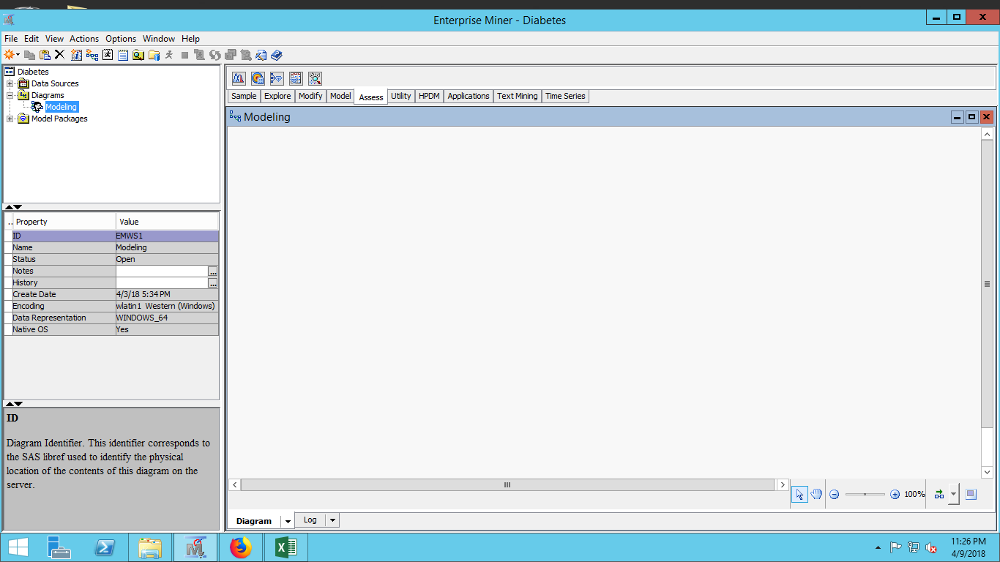 Enterprise Miner - Diabetes
File Edit View Actions Options Window Help
Diabetes
Data Sources
Diagrams
Modeling
Model Packages
Sample Explore Modify Model Assess Utility HPDM Applications Text Mining Time Series
Modeling
.. Property Value
ID EMWS1
Name Modeling
Status Open
Notes ...
History ...
Create Date 4/3/18 5:34 PM
Encoding wlatin1 Western (Windows)
Data Representation WINDOWS_64
Native OS Yes
ID
Diagram Identifier. This identifier corresponds to
the SAS libref used to identify the physical
location of the contents of this diagram on the
server.
100%
Diagram Log
11:26 PM
4/9/2018